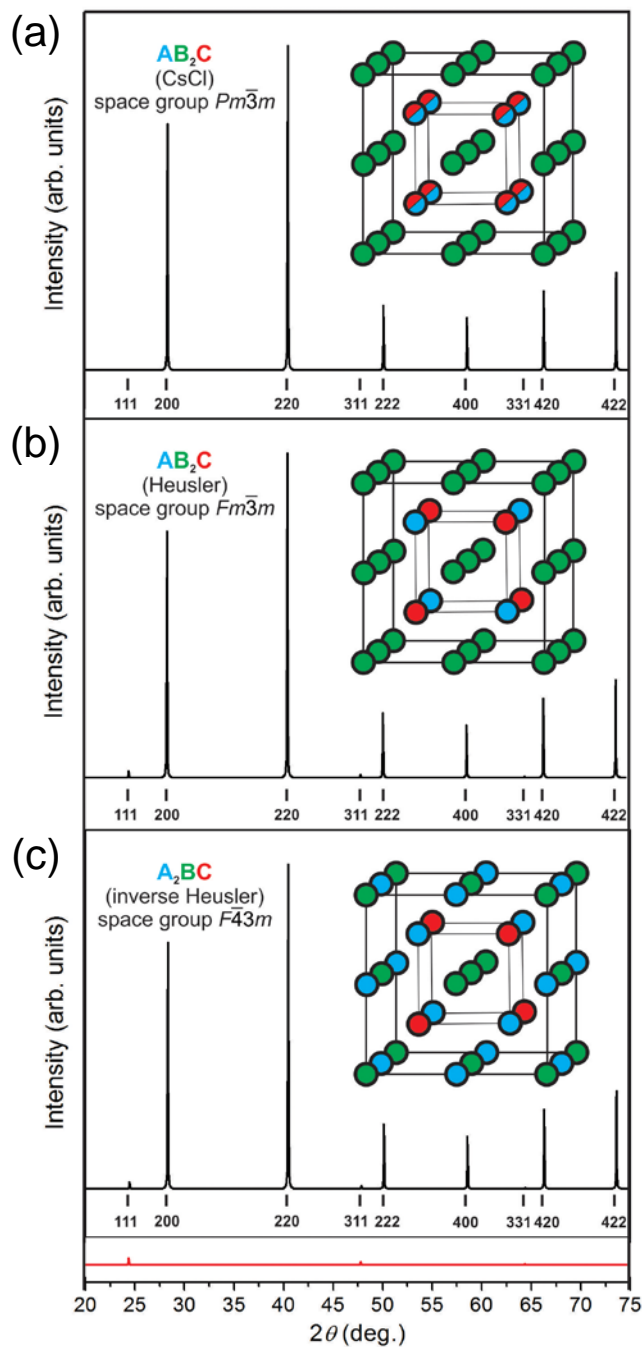 (a)
AB₂C
(CsCl)
space group Pm3̅m
Intensity (arb. units)
111 200 220 311 222 400 331 420 422
(b)
AB₂C
(Heusler)
space group Fm3̅m
Intensity (arb. units)
111 200 220 311 222 400 331 420 422
(c)
A₂BC
(inverse Heusler)
space group F4̅3m
Intensity (arb. units)
111 200 220 311 222 400 331 420 422
20 25 30 35 40 45 50 55 60 65 70 75
2θ (deg.)